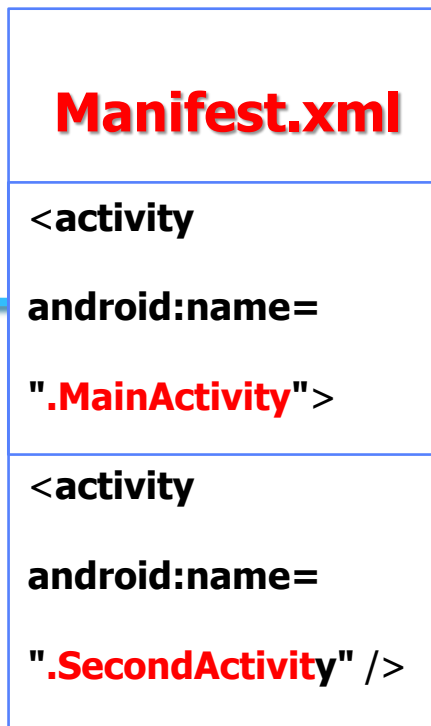 Manifest.xml
<activity
android:name=
".MainActivity">
<activity
android:name=
".SecondActivity" />